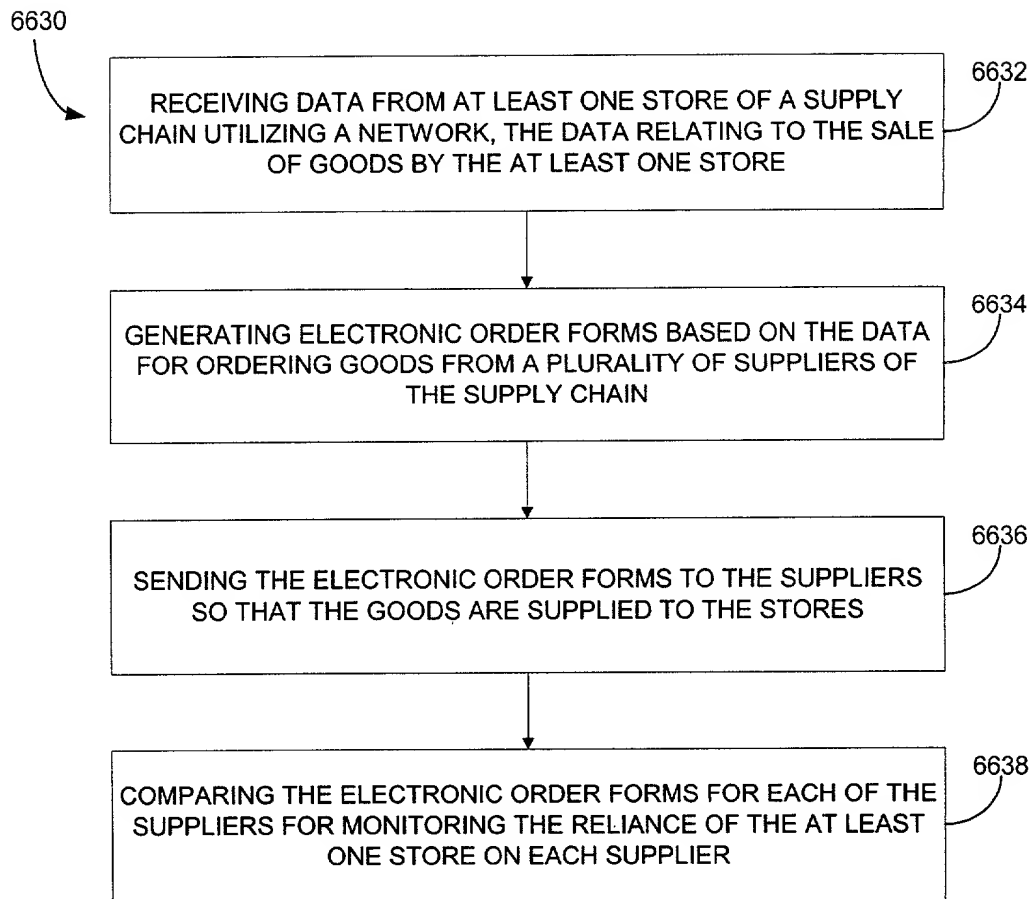 6630
6632
RECEIVING DATA FROM AT LEAST ONE STORE OF A SUPPLY
CHAIN UTILIZING A NETWORK, THE DATA RELATING TO THE SALE
OF GOODS BY THE AT LEAST ONE STORE
6634
GENERATING ELECTRONIC ORDER FORMS BASED ON THE DATA
FOR ORDERING GOODS FROM A PLURALITY OF SUPPLIERS OF
THE SUPPLY CHAIN
6636
SENDING THE ELECTRONIC ORDER FORMS TO THE SUPPLIERS
SO THAT THE GOODS ARE SUPPLIED TO THE STORES
6638
COMPARING THE ELECTRONIC ORDER FORMS FOR EACH OF THE
SUPPLIERS FOR MONITORING THE RELIANCE OF THE AT LEAST
ONE STORE ON EACH SUPPLIER